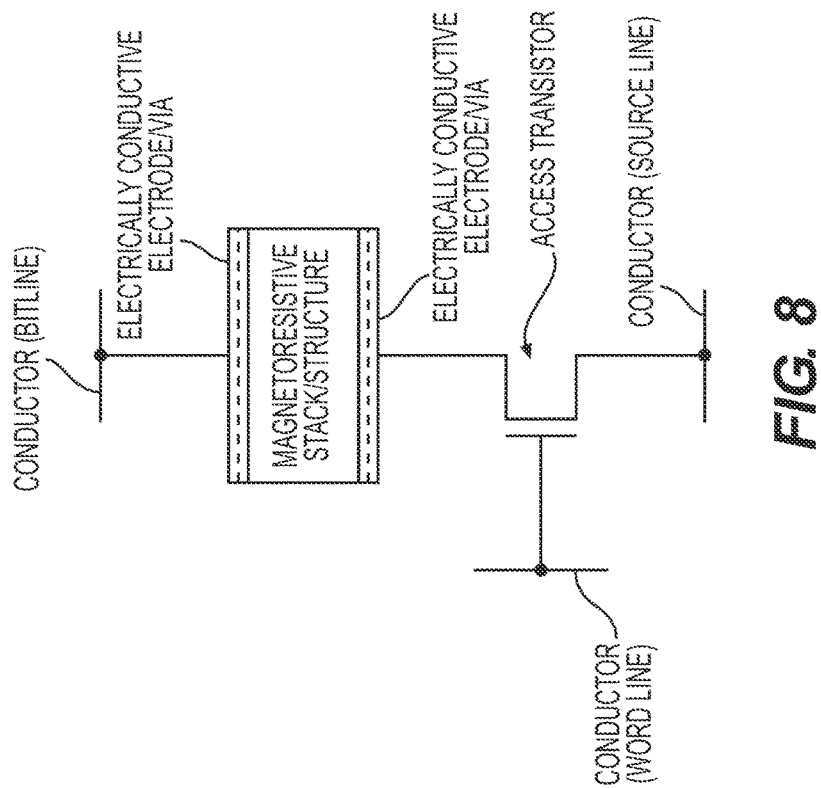 CONDUCTOR (BITLINE)
ELECTRICALLY CONDUCTIVE
ELECTRODE/VIA
MAGNETORESISTIVE
STACK/STRUCTURE
ELECTRICALLY CONDUCTIVE
ELECTRODE/VIA
ACCESS TRANSISTOR
CONDUCTOR (SOURCE LINE)
CONDUCTOR
(WORD LINE)
FIG. 8